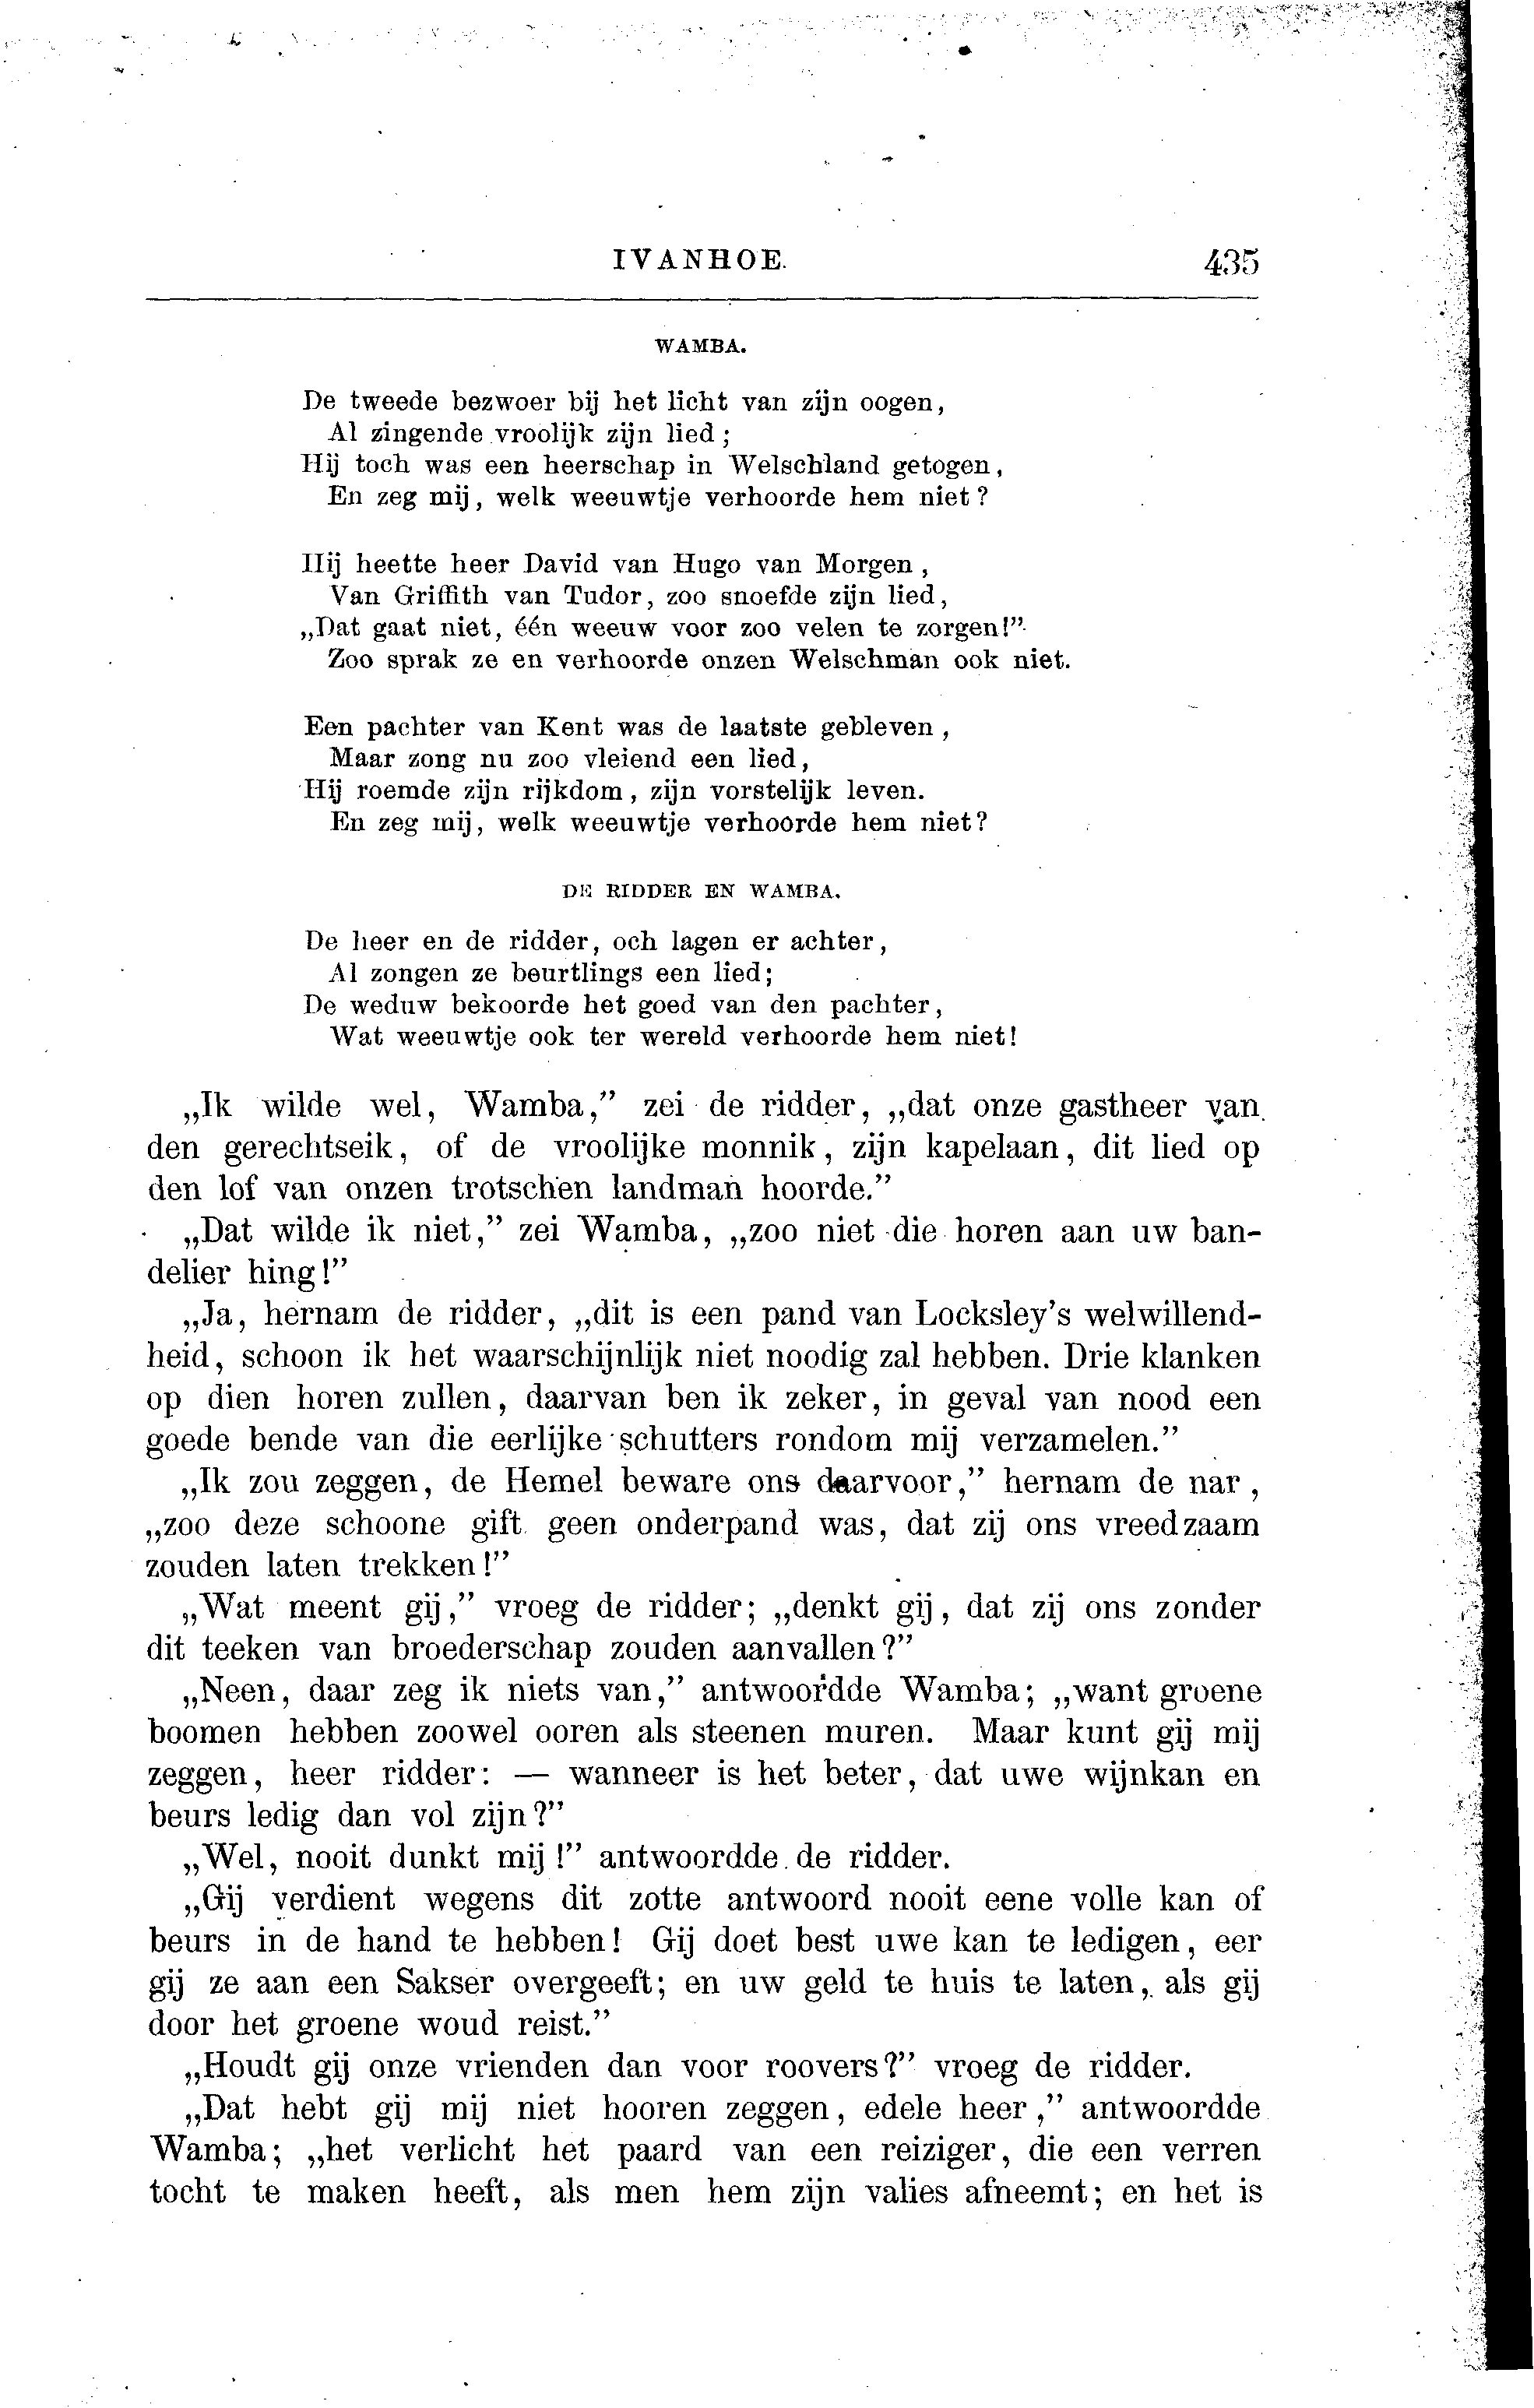 IVANHOE. 435
WAMBA.
De tweede bezwoer bij het licht van zijn oogen,
Al zingende vroolijk zijn lied;
Hij toch was een heerschap in Welschland getogen,
En zeg mij, welk weeuwtje verhoorde hem niet?
Hij heette heer David van Hugo van Morgen,
Van Griffith van Tudor, zoo snoefde zijn lied,
„Dat gaat niet, één weeuw voor zoo velen te zorgen!”
Zoo sprak ze en verhoorde onzen Welschman ook niet.
Een pachter van Kent was de laatste gebleven,
Maar zong nu zoo vleiend een lied,
Hij roemde zijn rijkdom, zijn vorstelijk leven.
En zeg mij, welk weeuwtje verhoorde hem niet?
DE RIDDER EN WAMBA.
De heer en de ridder, och lagen er achter,
Al zongen ze beurtlings een lied;
De weduw bekoorde het goed van den pachter,
Wat weeuwtje ook ter wereld verhoorde hem niet!
„Ik wilde wel, Wamba,” zei de ridder, „dat onze gastheer van
den gerechtseik, of de vroolijke monnik, zijn kapelaan, dit lied op
den lof van onzen trotschen landman hoorde.”
„Dat wilde ik niet,” zei Wamba, „zoo niet die horen aan uw ban-
delier hing!”
„Ja, hernam de ridder, „dit is een pand van Locksley's welwillend-
heid, schoon ik het waarschijnlijk niet noodig zal hebben. Drie klanken
op dien horen zullen, daarvan ben ik zeker, in geval van nood een
goede bende van die eerlijke schutters rondom mij verzamelen.”
„Ik zou zeggen, de Hemel beware ons daarvoor,” hernam de nar,
„zoo deze schoone gift geen onderpand was, dat zij ons vreedzaam
zouden laten trekken!”
„Wat meent gij,” vroeg de ridder; „denkt gij, dat zij ons zonder
dit teeken van broederschap zouden aanvallen?”
„Neen, daar zeg ik niets van,” antwoordde Wamba; „want groene
boomen hebben zoowel ooren als steenen muren. Maar kunt gij mij
zeggen, heer ridder: — wanneer is het beter, dat uwe wijnkan en
beurs ledig dan vol zijn?”
„Wel, nooit dunkt mij!” antwoordde de ridder.
„Gij verdient wegens dit zotte antwoord nooit eene volle kan of
beurs in de hand te hebben! Gij doet best uwe kan te ledigen, eer
gij ze aan een Sakser overgeeft; en uw geld te huis te laten, als gij
door het groene woud reist.”
„Houdt gij onze vrienden dan voor roovers?” vroeg de ridder.
„Dat hebt gij mij niet hooren zeggen, edele heer,” antwoordde
Wamba; „het verlicht het paard van een reiziger, die een verren
tocht te maken heeft, als men hem zijn valies afneemt; en het is